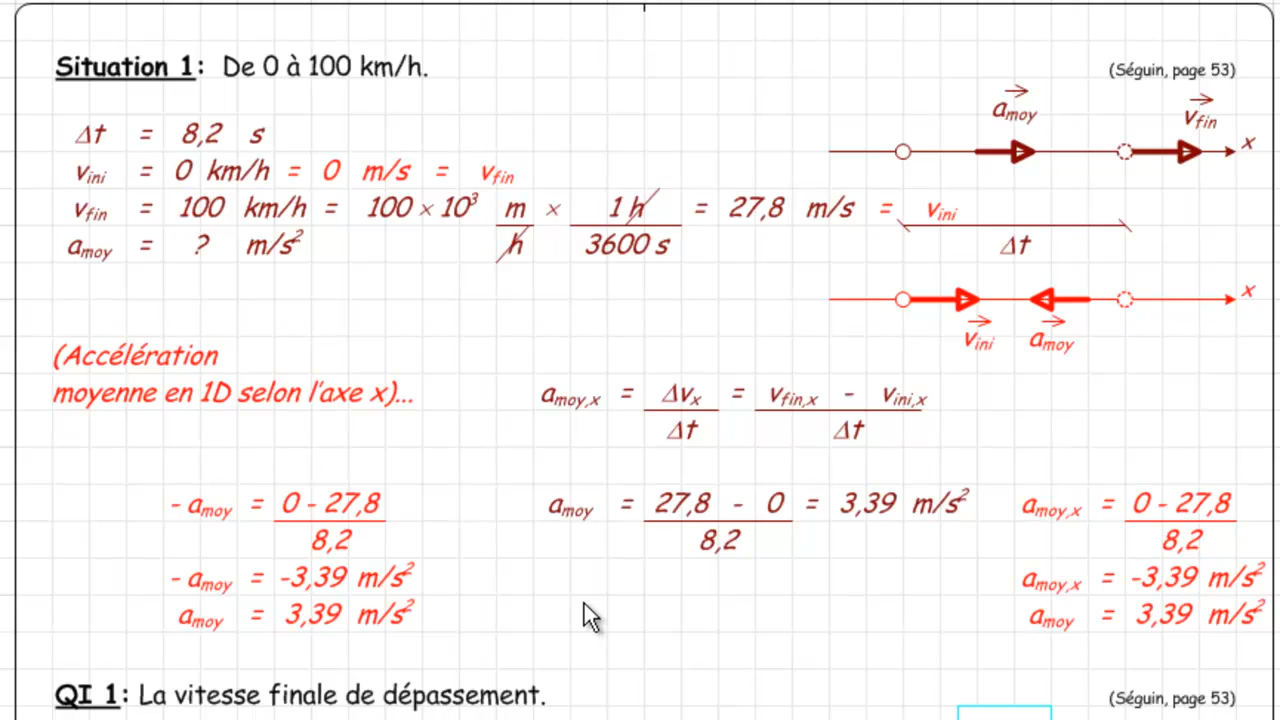 Situation 1: De 0 à 100 km/h. (Séguin, page 53)
a⃗moy v⃗fin
Δt = 8,2 s
x
vini = 0 km/h = 0 m/s = vfin
vfin = 100 km/h = 100 × 10³ m/h × 1 h/3600 s = 27,8 m/s = vini
amoy = ? m/s²
Δt
x
v⃗ini a⃗moy
(Accélération
moyenne en 1D selon l'axe x)...
amoy,x = Δvx/Δt = (vfin,x - vini,x)/Δt
- amoy = (0 - 27,8)/8,2
- amoy = -3,39 m/s²
amoy = 3,39 m/s²
amoy = (27,8 - 0)/8,2 = 3,39 m/s²
amoy,x = (0 - 27,8)/8,2
amoy,x = -3,39 m/s²
amoy = 3,39 m/s²
QI 1: La vitesse finale de dépassement. (Séguin, page 53)